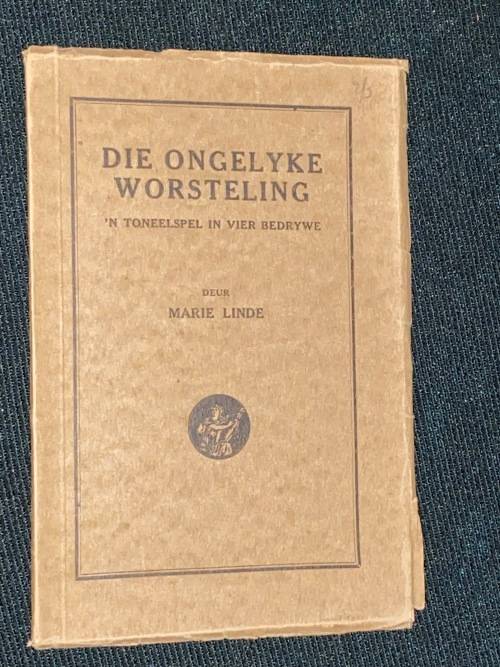 DIE ONGELYKE
WORSTELING
'N TONEELSPEL IN VIER BEDRYWE
DEUR
MARIE LINDE